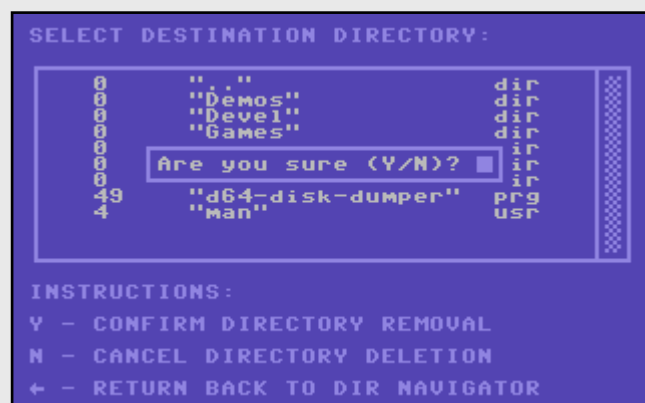 SELECT DESTINATION DIRECTORY:
0 ".." dir
0 "Demos" dir
0 "Devel" dir
0 "Games" dir
0 ir
0 Are you sure (Y/N)? ir
0 ir
49 "d64-disk-dumper" prg
4 "man" usr
INSTRUCTIONS:
Y - CONFIRM DIRECTORY REMOVAL
N - CANCEL DIRECTORY DELETION
← - RETURN BACK TO DIR NAVIGATOR